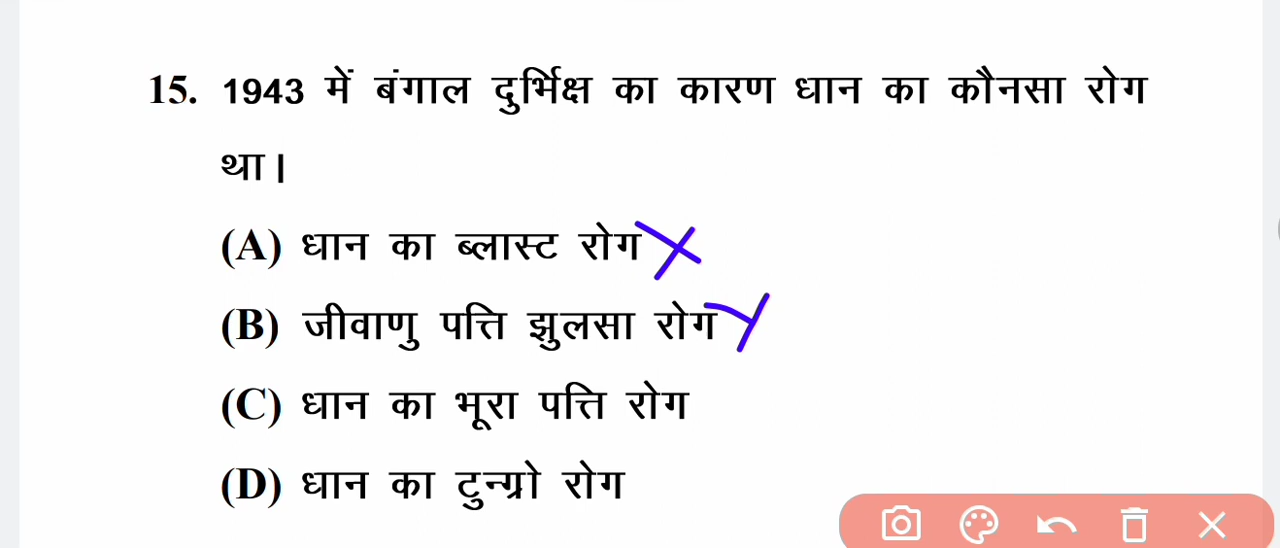 15. 1943 में बंगाल दुर्भिक्ष का कारण धान का कौनसा रोग
था।
(A) धान का ब्लास्ट रोग
(B) जीवाणु पत्ति झुलसा रोग
(C) धान का भूरा पत्ति रोग
(D) धान का टुन्ग्रो रोग